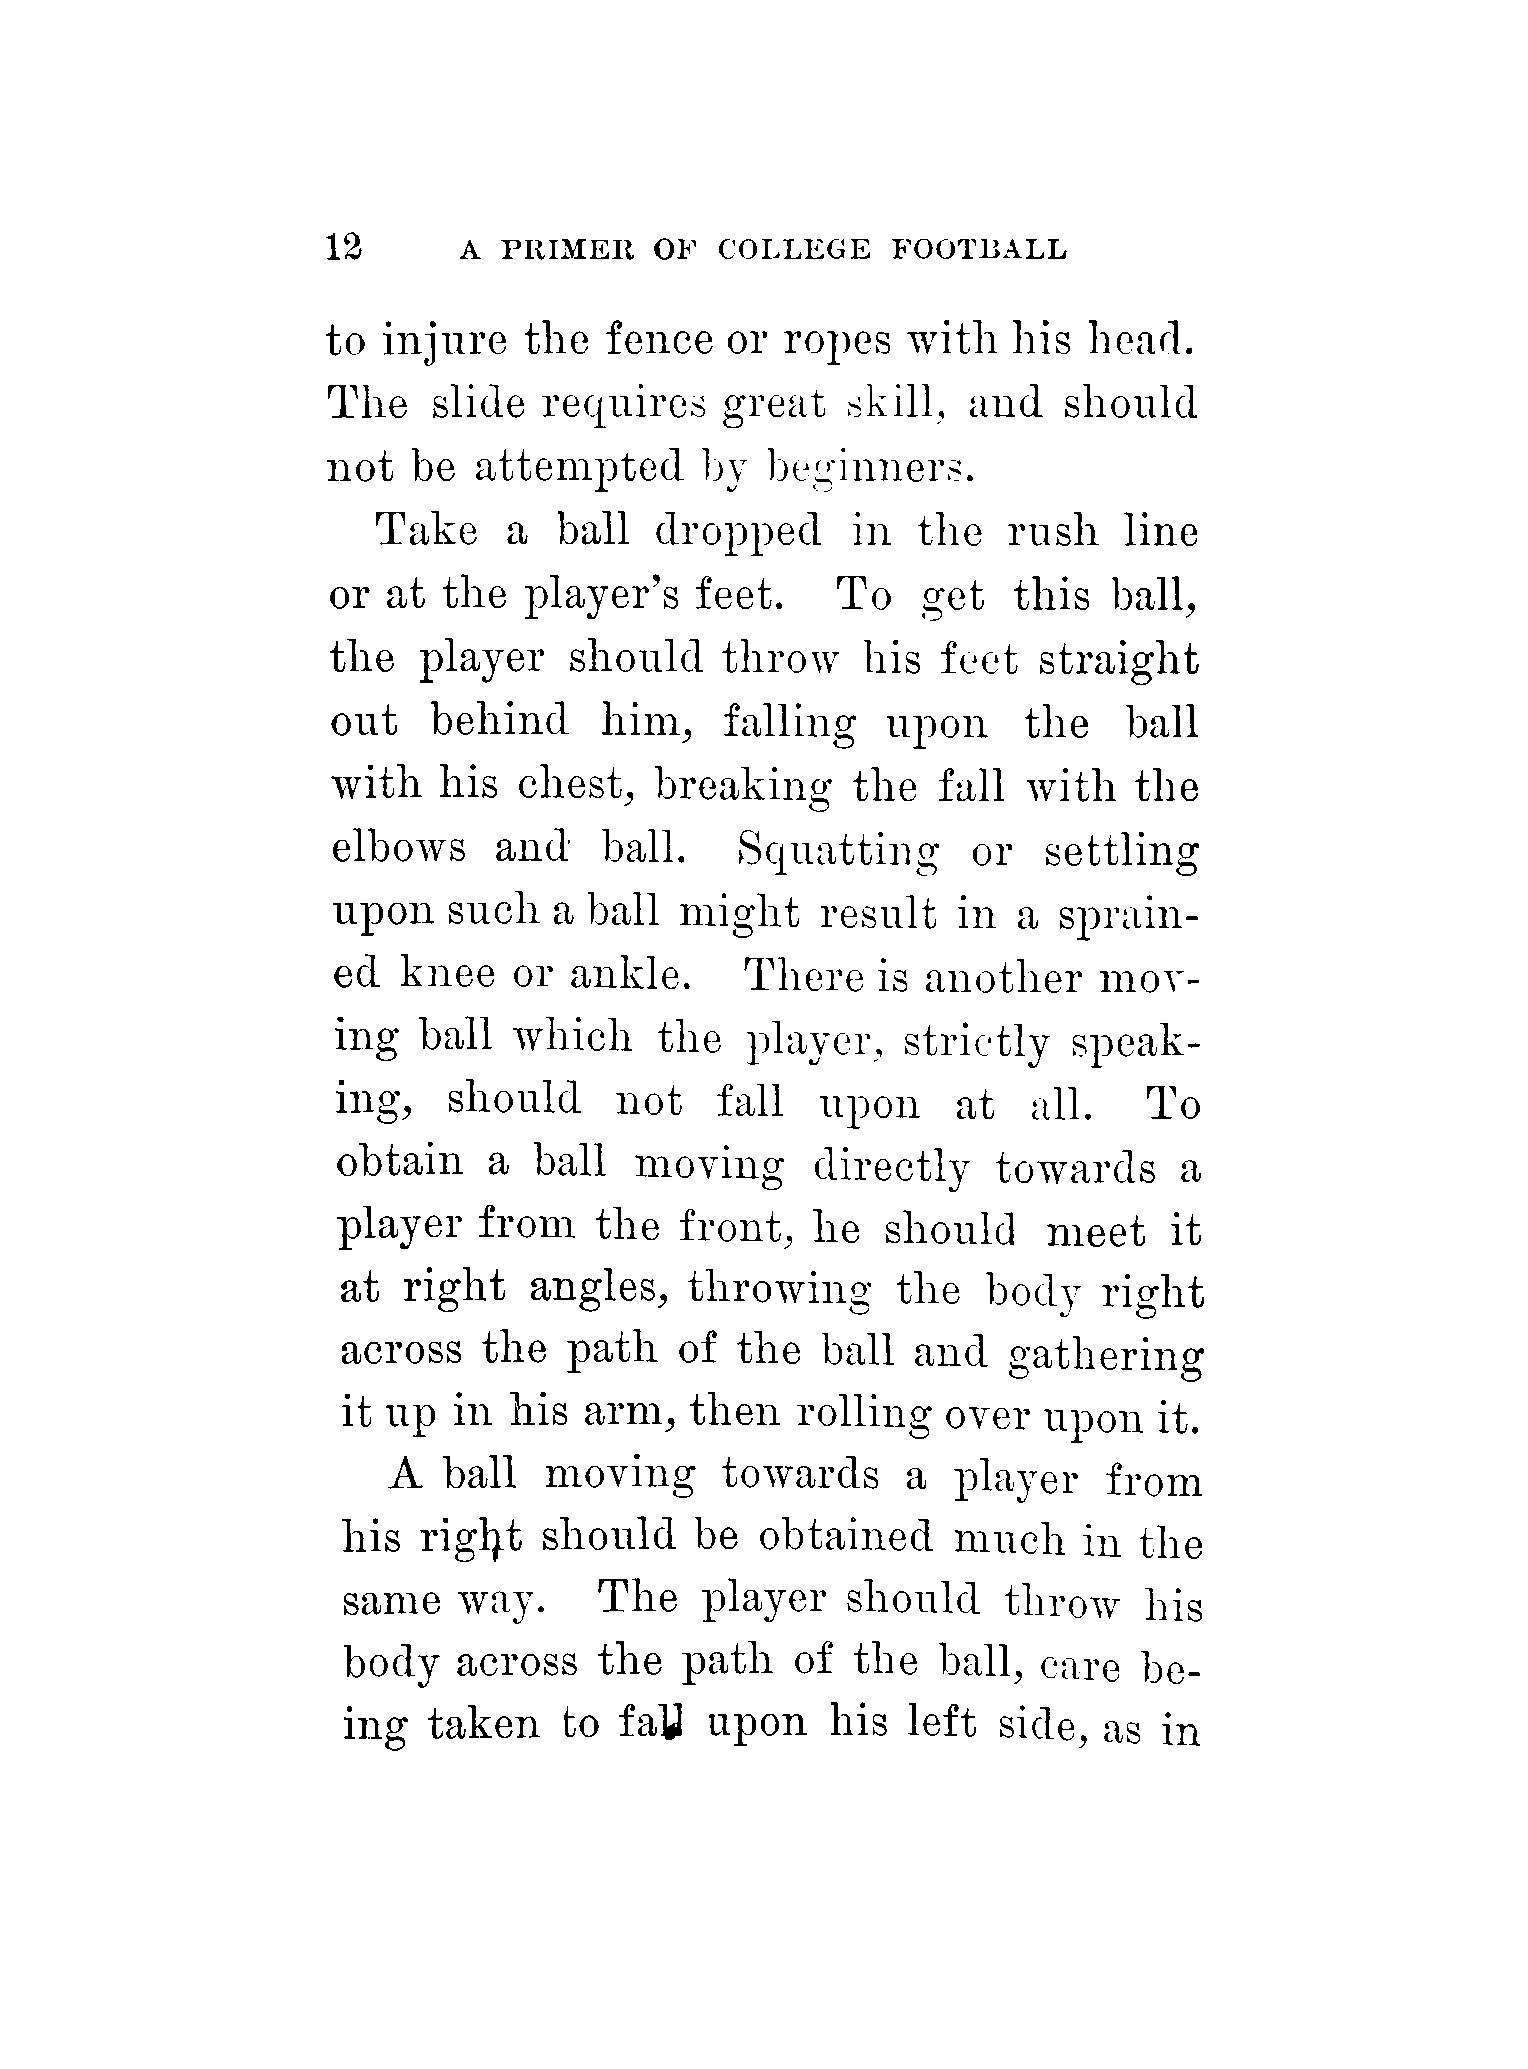 12 A PRIMER OF COLLEGE FOOTBALL
to injure the fence or ropes with his head.
The slide requires great skill, and should
not be attempted by beginners.
Take a ball dropped in the rush line
or at the player's feet. To get this ball,
the player should throw his feet straight
out behind him, falling upon the ball
with his chest, breaking the fall with the
elbows and ball. Squatting or settling
upon such a ball might result in a sprain-
ed knee or ankle. There is another mov-
ing ball which the player, strictly speak-
ing, should not fall upon at all. To
obtain a ball moving directly towards a
player from the front, he should meet it
at right angles, throwing the body right
across the path of the ball and gathering
it up in his arm, then rolling over upon it.
A ball moving towards a player from
his right should be obtained much in the
same way. The player should throw his
body across the path of the ball, care be-
ing taken to fall upon his left side, as in